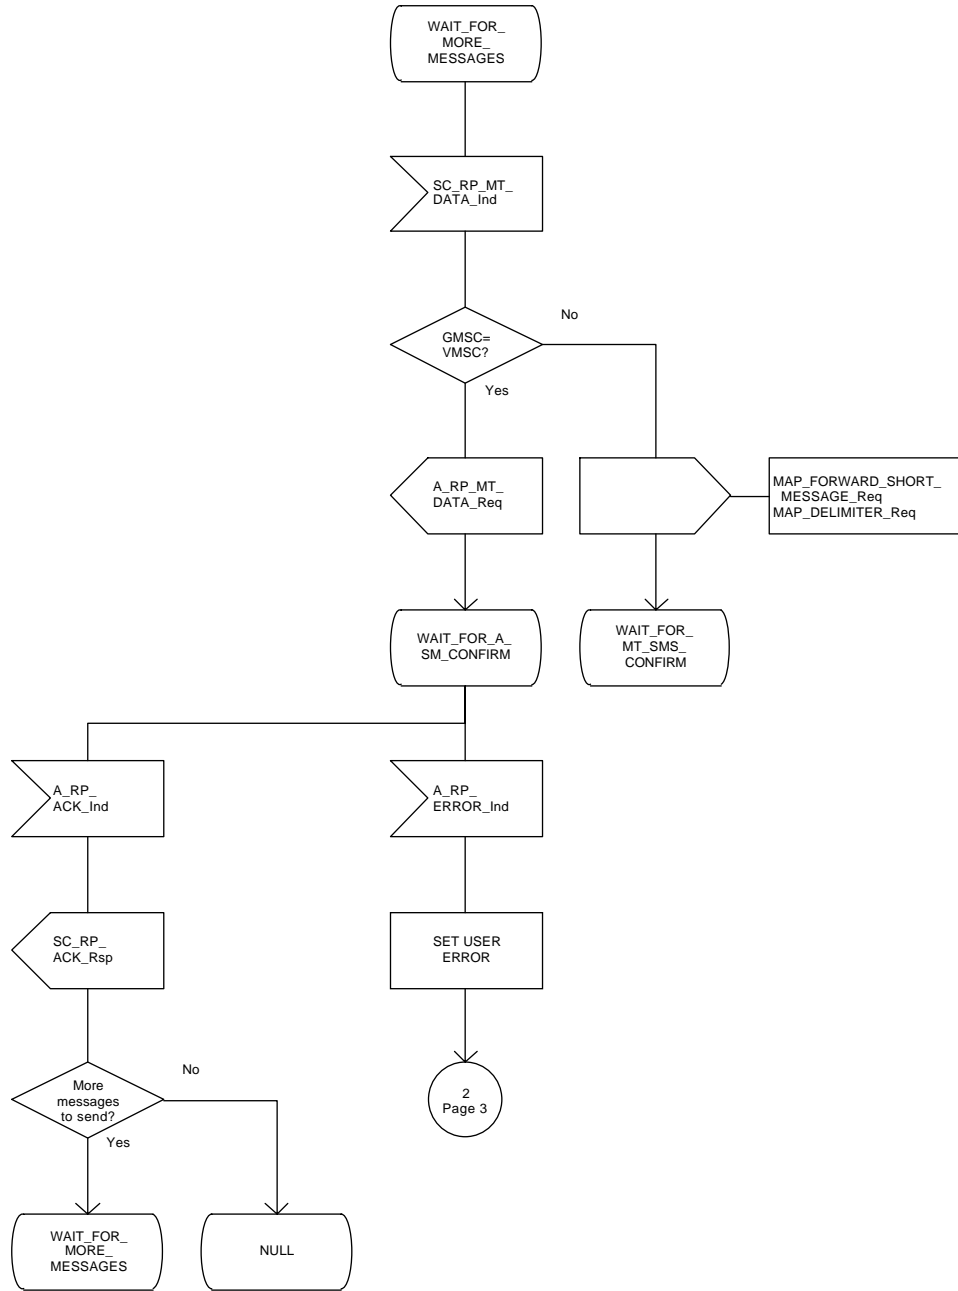 WAIT_FOR_
MORE_
MESSAGES
SC_RP_MT_
DATA_Ind
No
GMSC=
VMSC?
Yes
A_RP_MT_
DATA_Req
MAP_FORWARD_SHORT_
MESSAGE_Req
MAP_DELIMITER_Req
WAIT_FOR_A_
SM_CONFIRM
WAIT_FOR_
MT_SMS_
CONFIRM
A_RP_
ACK_Ind
A_RP_
ERROR_Ind
SC_RP_
ACK_Rsp
SET USER
ERROR
No
More
messages
to send?
Yes
2
Page 3
WAIT_FOR_
MORE_
MESSAGES
NULL